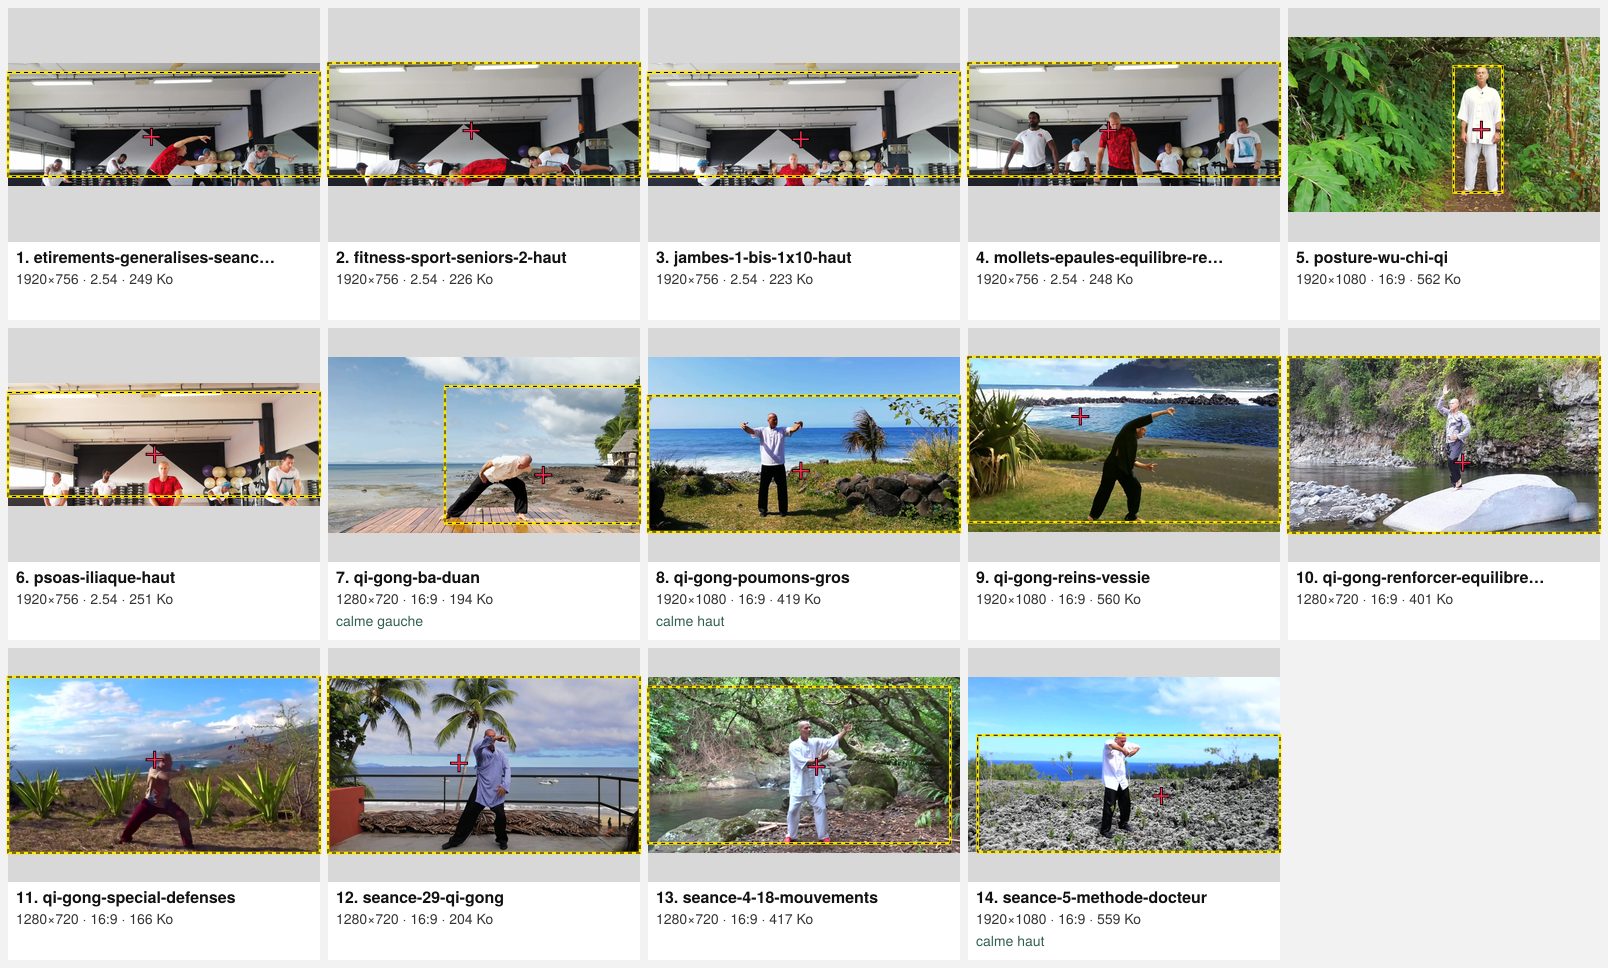 1. etirements-generalises-seanc…
1920×756 · 2.54 · 249 Ko
2. fitness-sport-seniors-2-haut
1920×756 · 2.54 · 226 Ko
3. jambes-1-bis-1x10-haut
1920×756 · 2.54 · 223 Ko
4. mollets-epaules-equilibre-re…
1920×756 · 2.54 · 248 Ko
5. posture-wu-chi-qi
1920×1080 · 16:9 · 562 Ko
6. psoas-iliaque-haut
1920×756 · 2.54 · 251 Ko
7. qi-gong-ba-duan
1280×720 · 16:9 · 194 Ko
calme gauche
8. qi-gong-poumons-gros
1920×1080 · 16:9 · 419 Ko
calme haut
9. qi-gong-reins-vessie
1920×1080 · 16:9 · 560 Ko
10. qi-gong-renforcer-equilibre…
1280×720 · 16:9 · 401 Ko
11. qi-gong-special-defenses
1280×720 · 16:9 · 166 Ko
12. seance-29-qi-gong
1280×720 · 16:9 · 204 Ko
13. seance-4-18-mouvements
1280×720 · 16:9 · 417 Ko
14. seance-5-methode-docteur
1920×1080 · 16:9 · 559 Ko
calme haut